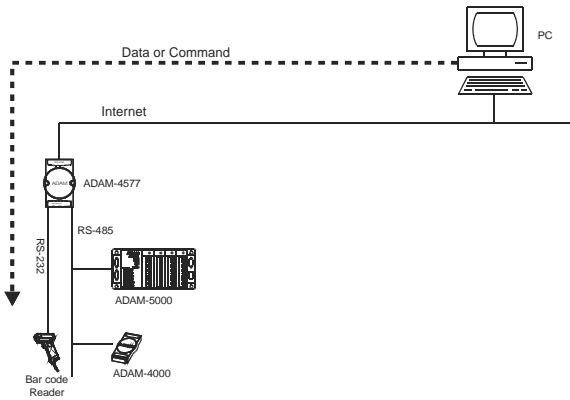 Data or Command
PC
Internet
ADAM
ADAM-4577
RS-232
RS-485
ADAM-5000
ADAM-4000
Bar code
Reader